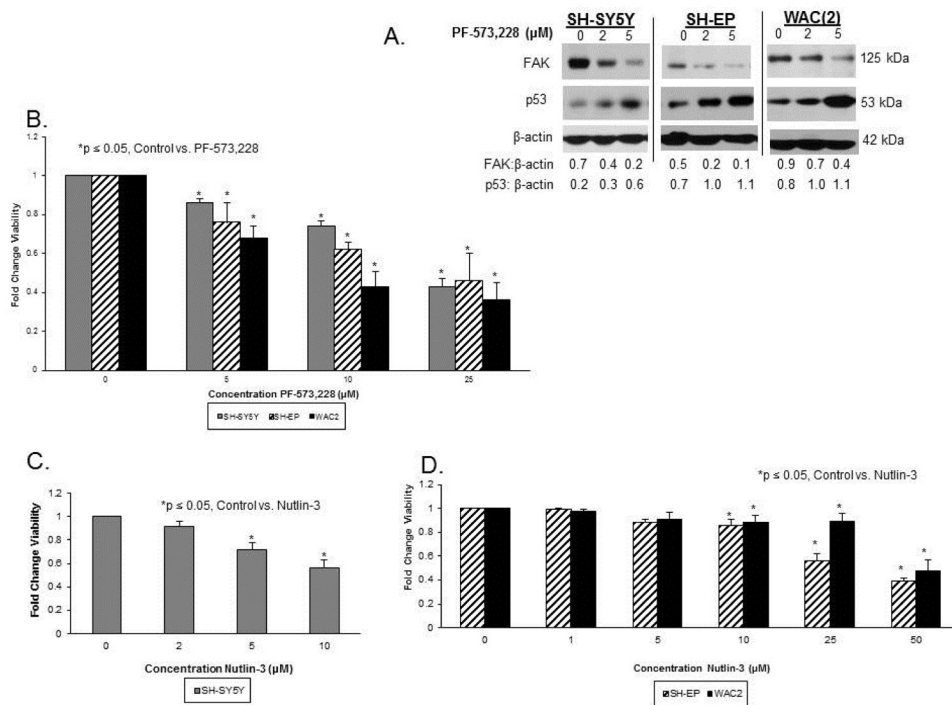 A.
SH-SY5Y SH-EP WAC(2)
PF-573,228 (µM) 0 2 5 0 2 5 0 2 5
FAK 125 kDa
p53 53 kDa
β-actin 42 kDa
FAK:β-actin 0.7 0.4 0.2 0.5 0.2 0.1 0.9 0.7 0.4
p53: β-actin 0.2 0.3 0.6 0.7 1.0 1.1 0.8 1.0 1.1
B.
*p ≤ 0.05, Control vs. PF-573,228
Fold Change Viability
1.2
1
0.8
0.6
0.4
0.2
0
* * *
* * *
* * *
0 5 10 25
Concentration PF-573,228 (µM)
SH-SY5Y SH-EP WAC2
C.
*p ≤ 0.05, Control vs. Nutlin-3
Fold Change Viability
1.2
1
0.8
0.6
0.4
0.2
0
* *
0 2 5 10
Concentration Nutlin-3 (µM)
SH-SY5Y
D.
*p ≤ 0.05, Control vs. Nutlin-3
Fold Change Viability
1.2
1
0.8
0.6
0.4
0.2
0
* *
* *
* *
0 1 5 10 25 50
Concentration Nutlin-3 (µM)
SH-EP WAC2